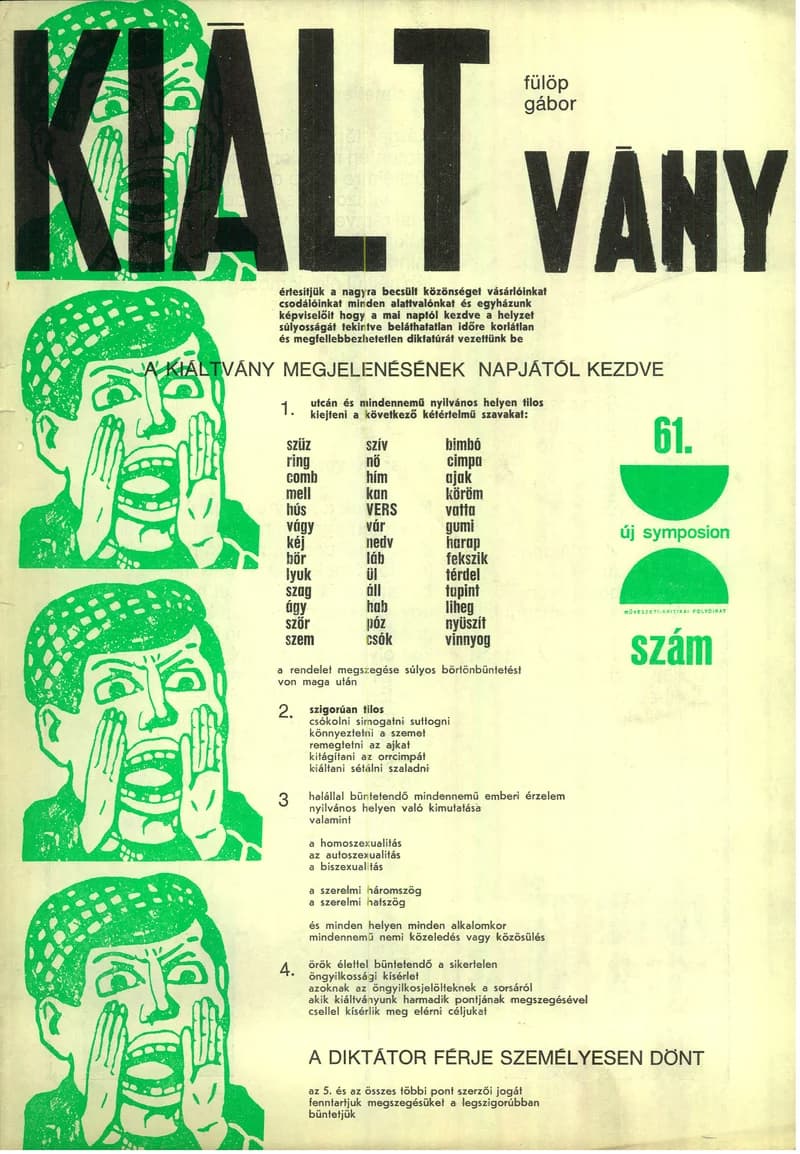 KIÁLT
VÁNY
fülöp
gábor
értesítjük a nagyra becsült közönséget vásárlóinkat
csodálóinkat minden alattvalónkat és egyházunk
képviselőit hogy a mai naptól kezdve a helyzet
súlyosságát tekintve beláthatatlan időre korlátlan
és megfellebbezhetetlen diktatúrát vezettünk be
A KIÁLTVÁNY MEGJELENÉSÉNEK NAPJÁTÓL KEZDVE
1. utcán és mindennemű nyilvános helyen tilos
kiejteni a következő kétértelmű szavakat:
szüz szív bimbó
ring nő cimpa
comb hím ajak
mell kan köröm
hús VERS vatta
vágy vár gumi
kéj nedv harap
bőr láb fekszik
lyuk ül térdel
szag áll tapint
ágy hab liheg
szőr póz nyüszít
szem csók vinnyog
a rendelet megszegése súlyos börtönbüntetést
von maga után
2. szigorúan tilos
csókolni simogatni suttogni
könnyeztetni a szemet
remegtetni az ajkat
kitágítani az orrcimpát
kiáltani sétálni szaladni
3 halállal büntetendő mindennemű emberi érzelem
nyilvános helyen való kimutatása
valamint
a homoszexualitás
az autoszexualitás
a biszexualitás
a szerelmi háromszög
a szerelmi hatszög
és minden helyen minden alkalomkor
mindennemű nemi közeledés vagy közösülés
4. örök élettel büntetendő a sikertelen
öngyilkossági kísérlet
azoknak az öngyilkosjelölteknek a sorsáról
akik kiáltványunk harmadik pontjának megszegésével
csellel kísérlik meg elérni céljukat
A DIKTÁTOR FÉRJE SZEMÉLYESEN DÖNT
az 5. és az összes többi pont szerzői jogát
fenntartjuk megszegésüket a legszigorúbban
büntetjük
61.
új symposion
MŰVÉSZETI-KRITIKAI FOLYÓIRAT
szám